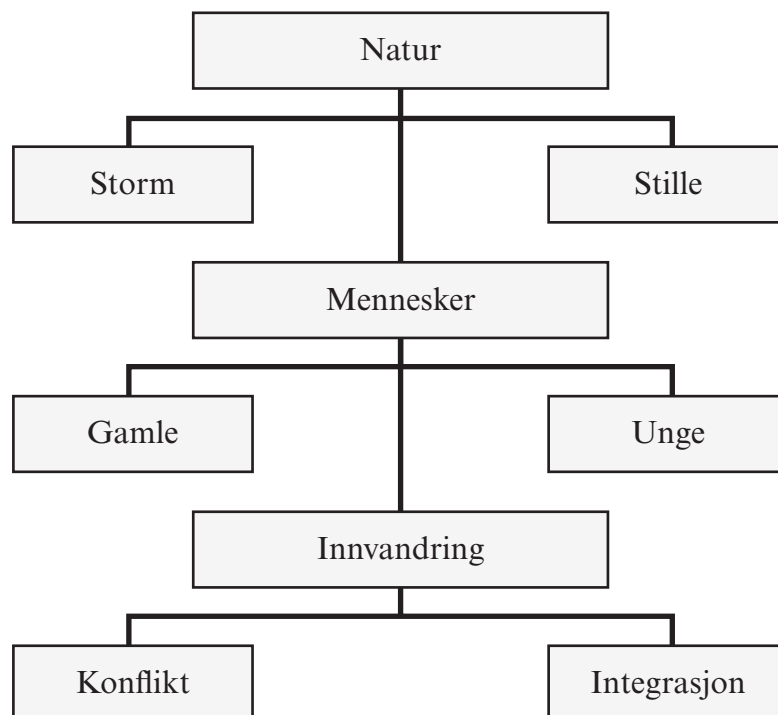 Natur
Storm
Stille
Mennesker
Gamle
Unge
Innvandring
Konflikt
Integrasjon